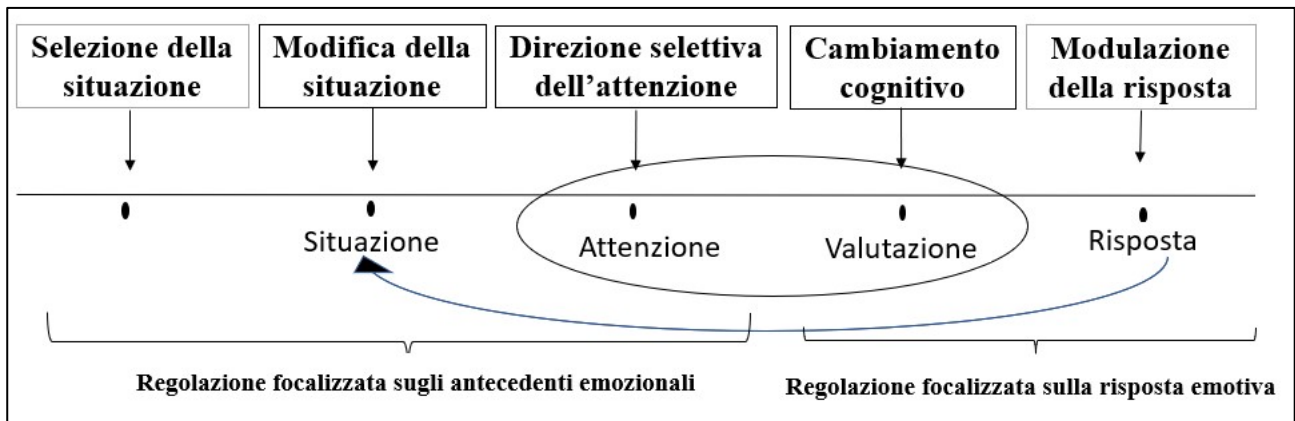 Selezione della
situazione
Modifica della
situazione
Direzione selettiva
dell’attenzione
Cambiamento
cognitivo
Modulazione
della risposta
Situazione
Attenzione
Valutazione
Risposta
Regolazione focalizzata sugli antecedenti emozionali
Regolazione focalizzata sulla risposta emotiva